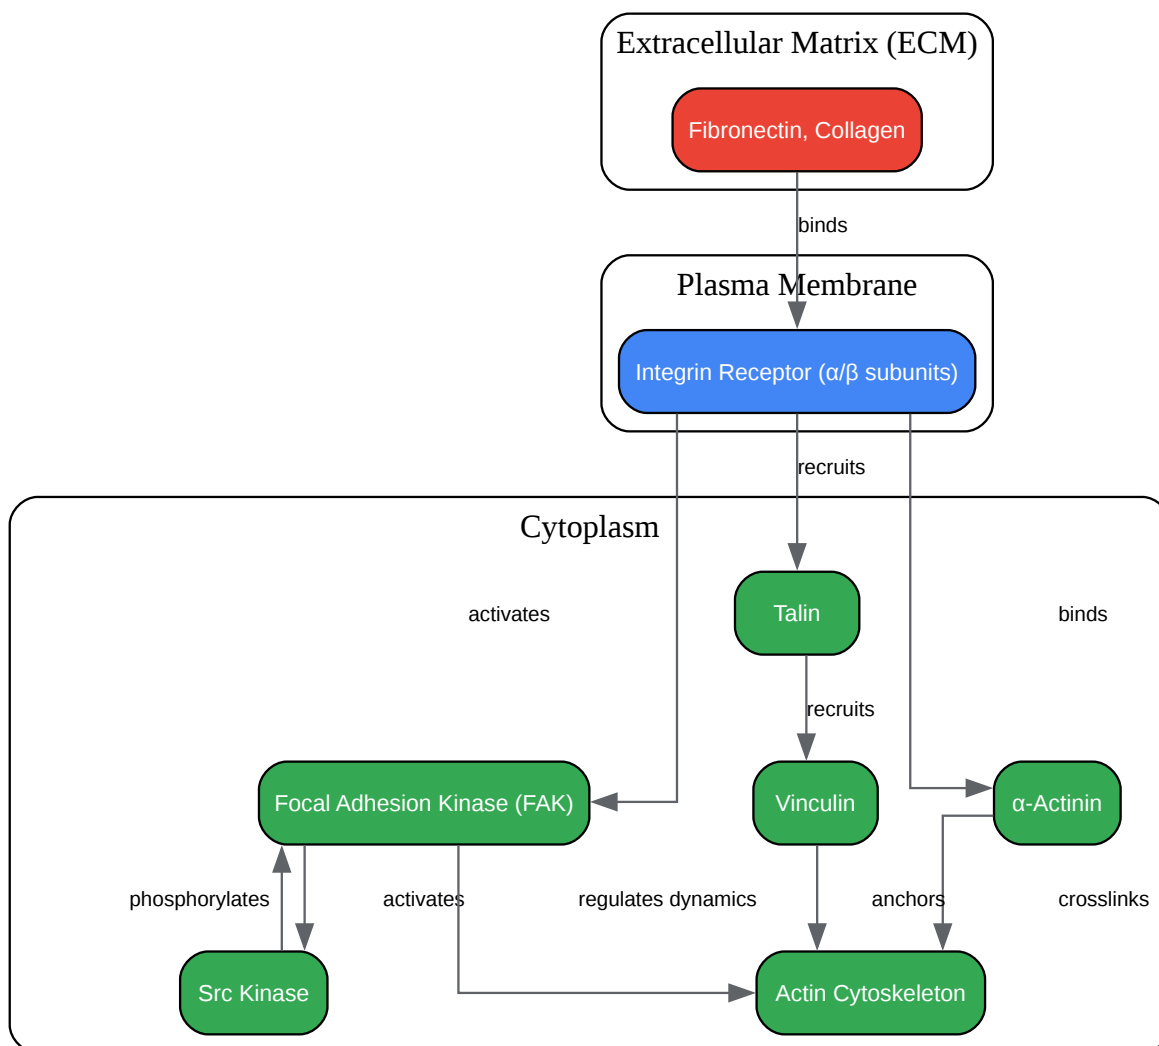 Extracellular Matrix (ECM)
Fibronectin, Collagen
binds
Plasma Membrane
Integrin Receptor (α/β subunits)
recruits
Cytoplasm
activates
Talin
binds
recruits
Focal Adhesion Kinase (FAK)
Vinculin
α-Actinin
phosphorylates
activates
regulates dynamics
anchors
crosslinks
Src Kinase
Actin Cytoskeleton